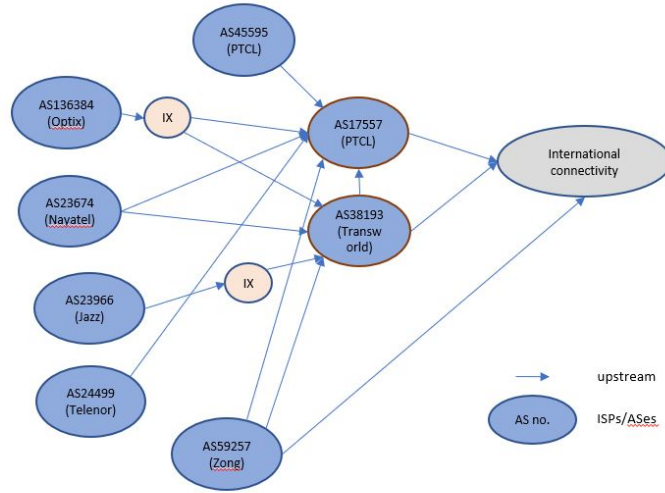 AS45595
(PTCL)
AS136384
(Optix)
IX
AS17557
(PTCL)
International
connectivity
AS23674
(Nayatel)
AS38193
(Transw
orld)
AS23966
(Jazz)
IX
AS24499
(Telenor)
upstream
AS59257
(Zong)
AS no.
ISPs/ASes